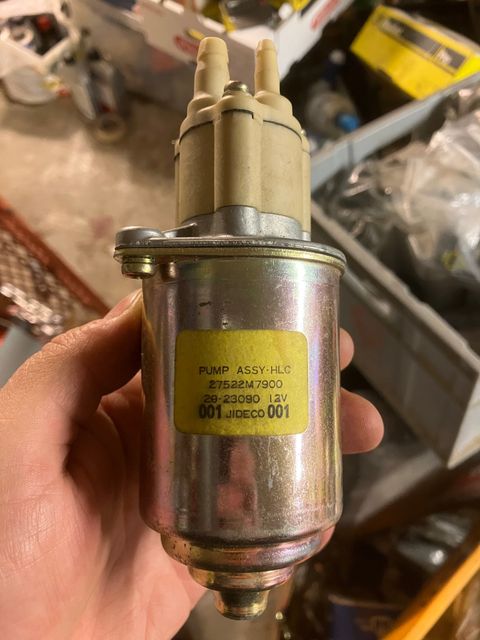 PUMP ASSY·HLC
27522M7900
28-23090 12V
001 JIDECO 001